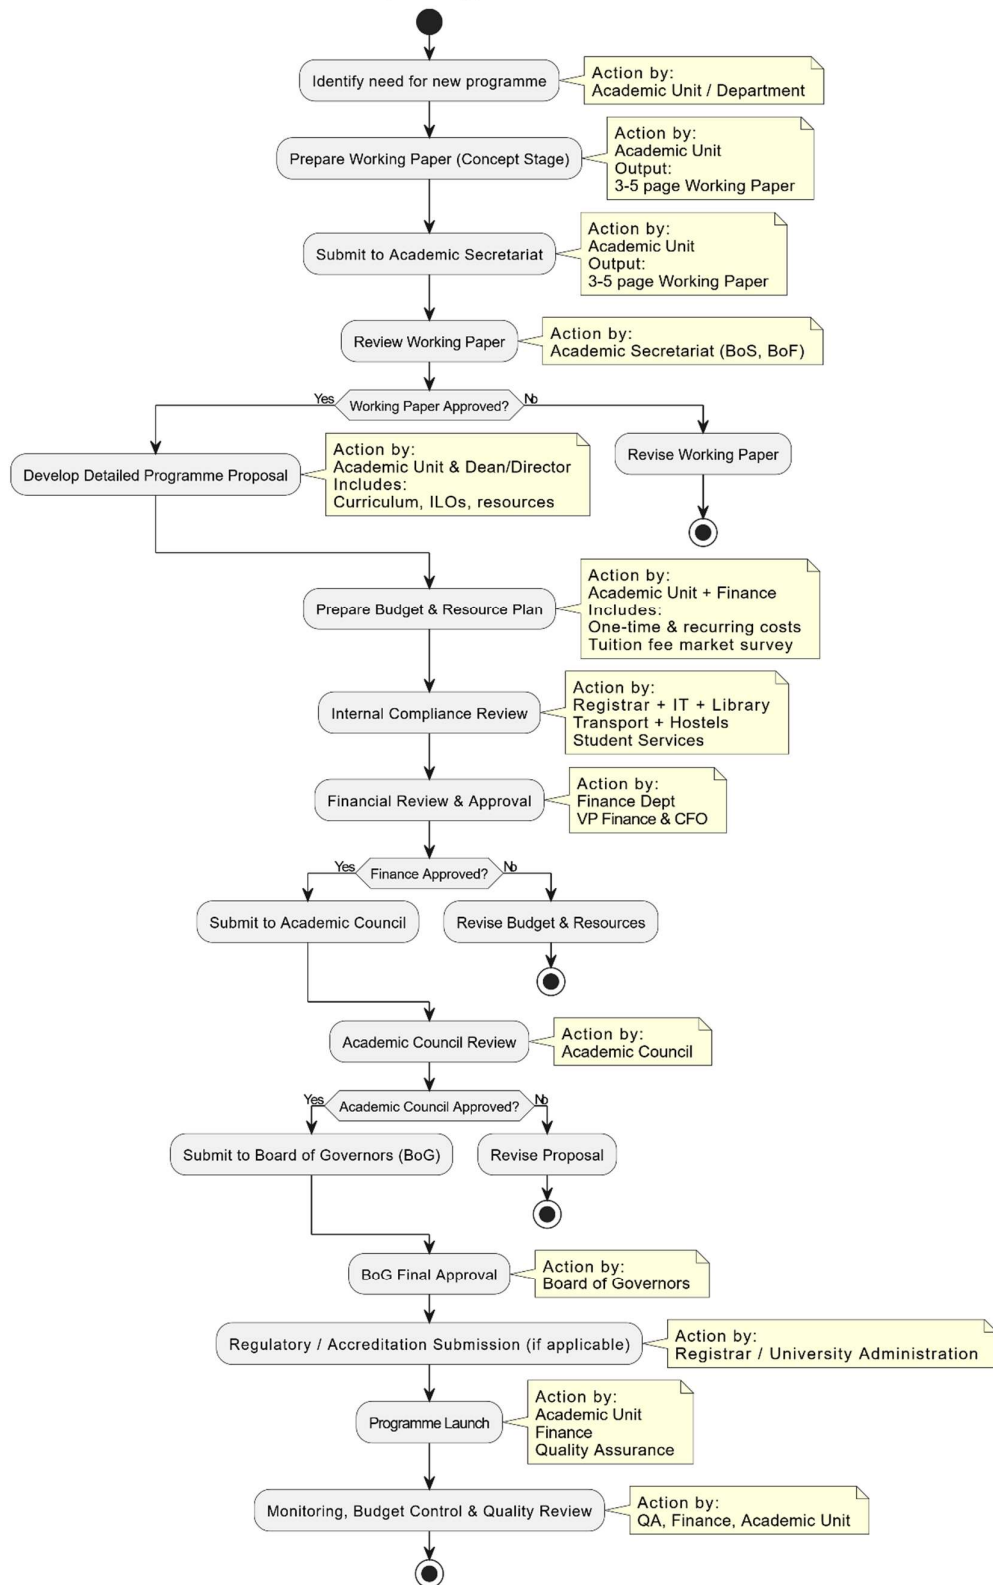 Identify need for new programme
Action by:
Academic Unit / Department
Prepare Working Paper (Concept Stage)
Action by:
Academic Unit
Output:
3-5 page Working Paper
Submit to Academic Secretariat
Action by:
Academic Unit
Output:
3-5 page Working Paper
Review Working Paper
Action by:
Academic Secretariat (BoS, BoF)
Yes
Working Paper Approved?
No
Develop Detailed Programme Proposal
Action by:
Academic Unit & Dean/Director
Includes:
Curriculum, ILOs, resources
Revise Working Paper
Prepare Budget & Resource Plan
Action by:
Academic Unit + Finance
Includes:
One-time & recurring costs
Tuition fee market survey
Internal Compliance Review
Action by:
Registrar + IT + Library
Transport + Hostels
Student Services
Financial Review & Approval
Action by:
Finance Dept
VP Finance & CFO
Yes
Finance Approved?
No
Submit to Academic Council
Revise Budget & Resources
Academic Council Review
Action by:
Academic Council
Yes
Academic Council Approved?
No
Submit to Board of Governors (BoG)
Revise Proposal
BoG Final Approval
Action by:
Board of Governors
Regulatory / Accreditation Submission (if applicable)
Action by:
Registrar / University Administration
Programme Launch
Action by:
Academic Unit
Finance
Quality Assurance
Monitoring, Budget Control & Quality Review
Action by:
QA, Finance, Academic Unit